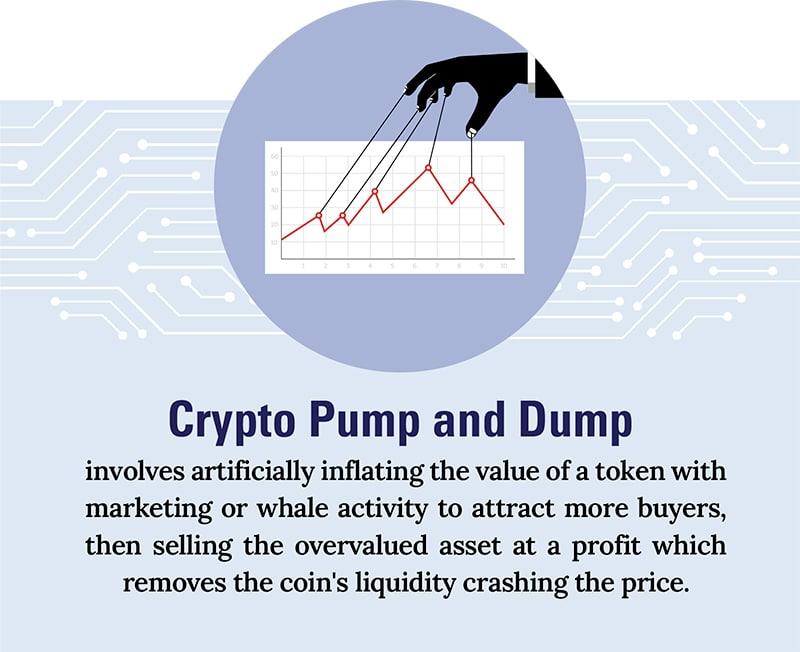 60
50
40
30
20
10
1 2 3 4 5 6 7 8 9 10
Crypto Pump and Dump
involves artificially inflating the value of a token with
marketing or whale activity to attract more buyers,
then selling the overvalued asset at a profit which
removes the coin's liquidity crashing the price.